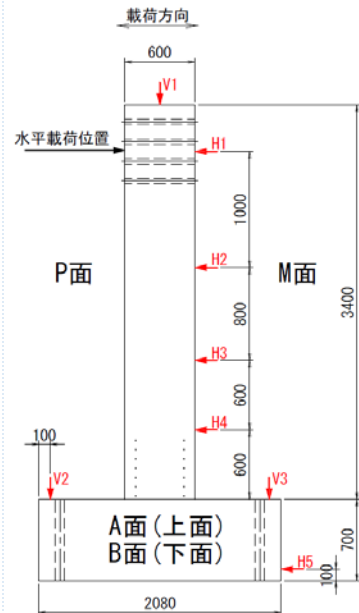 載荷方向
600
V1
水平載荷位置
H1
1000
P面
H2
M面
800
3400
H3
600
H4
100
600
V2
V3
A面(上面)
B面(下面)
700
H5
100
2080